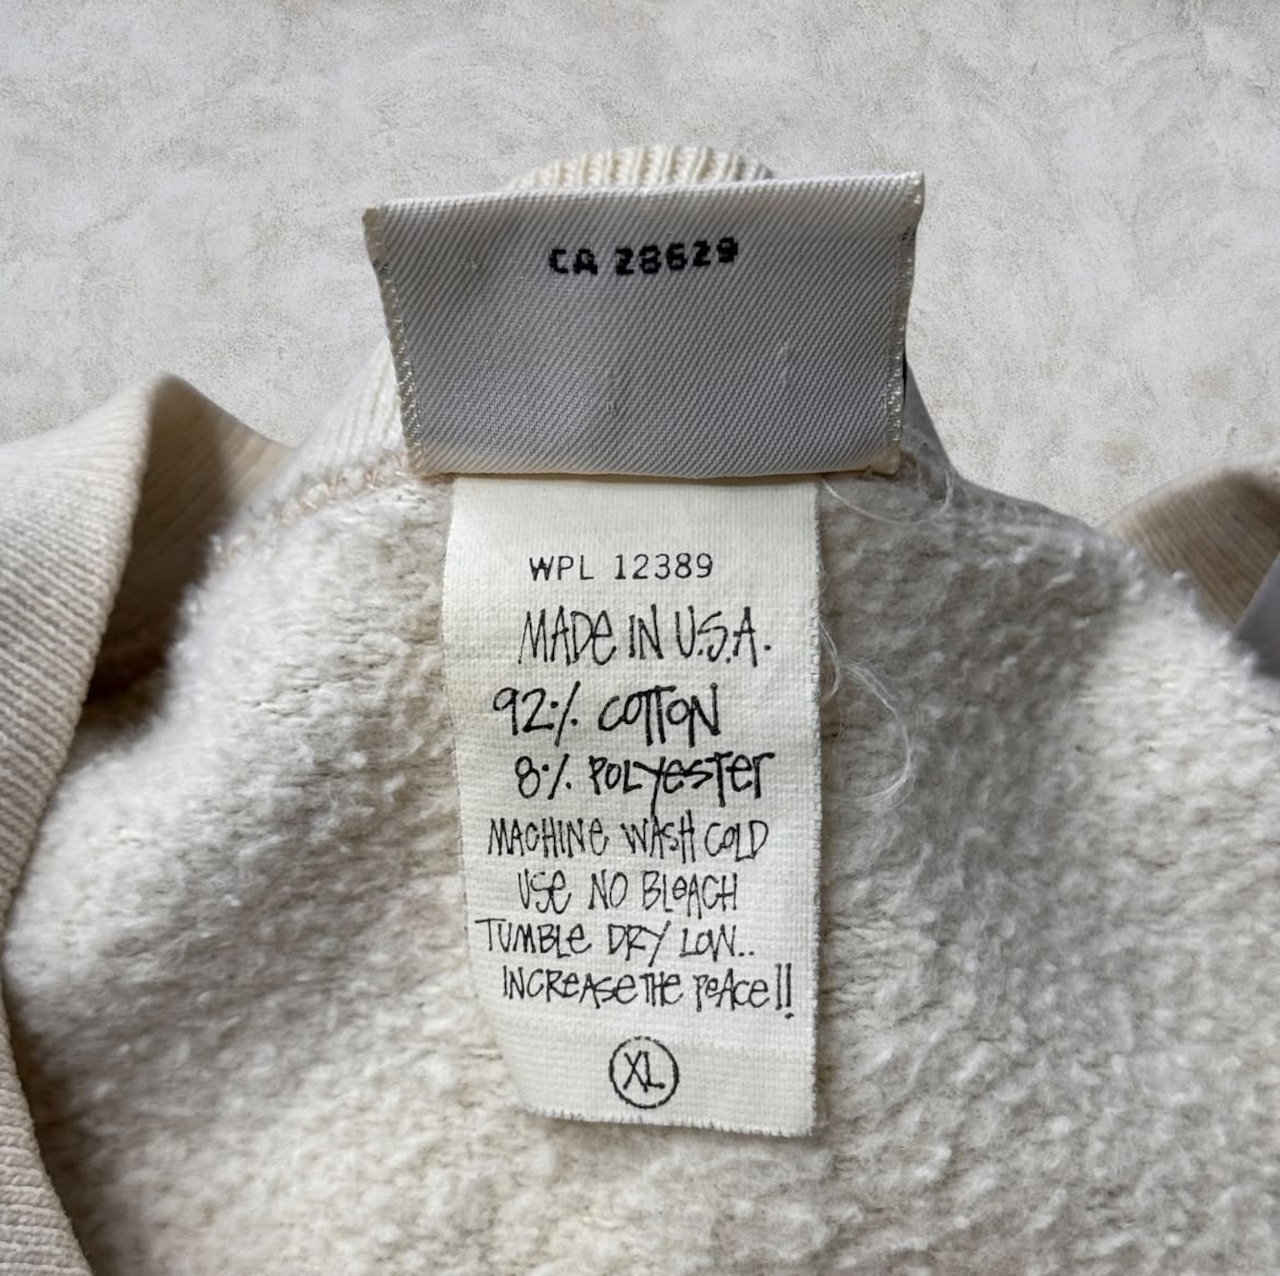 CA 28629
WPL 12389
MADE IN U.S.A.
92% COTTON
8% POLYESTER
MACHINE WASH COLD
USE NO BLEACH
TUMBLE DRY LOW..
INCREASE THE PEACE!!
XL